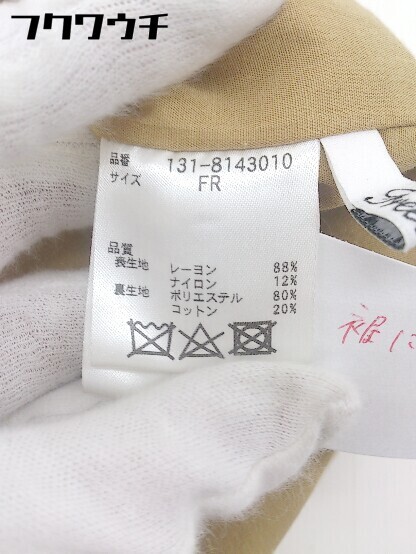 フクワウチ
品番 131-8143010
サイズ FR
品質
表生地 レーヨン 88%
ナイロン 12%
裏生地 ポリエステル 80%
コットン 20%
裾に